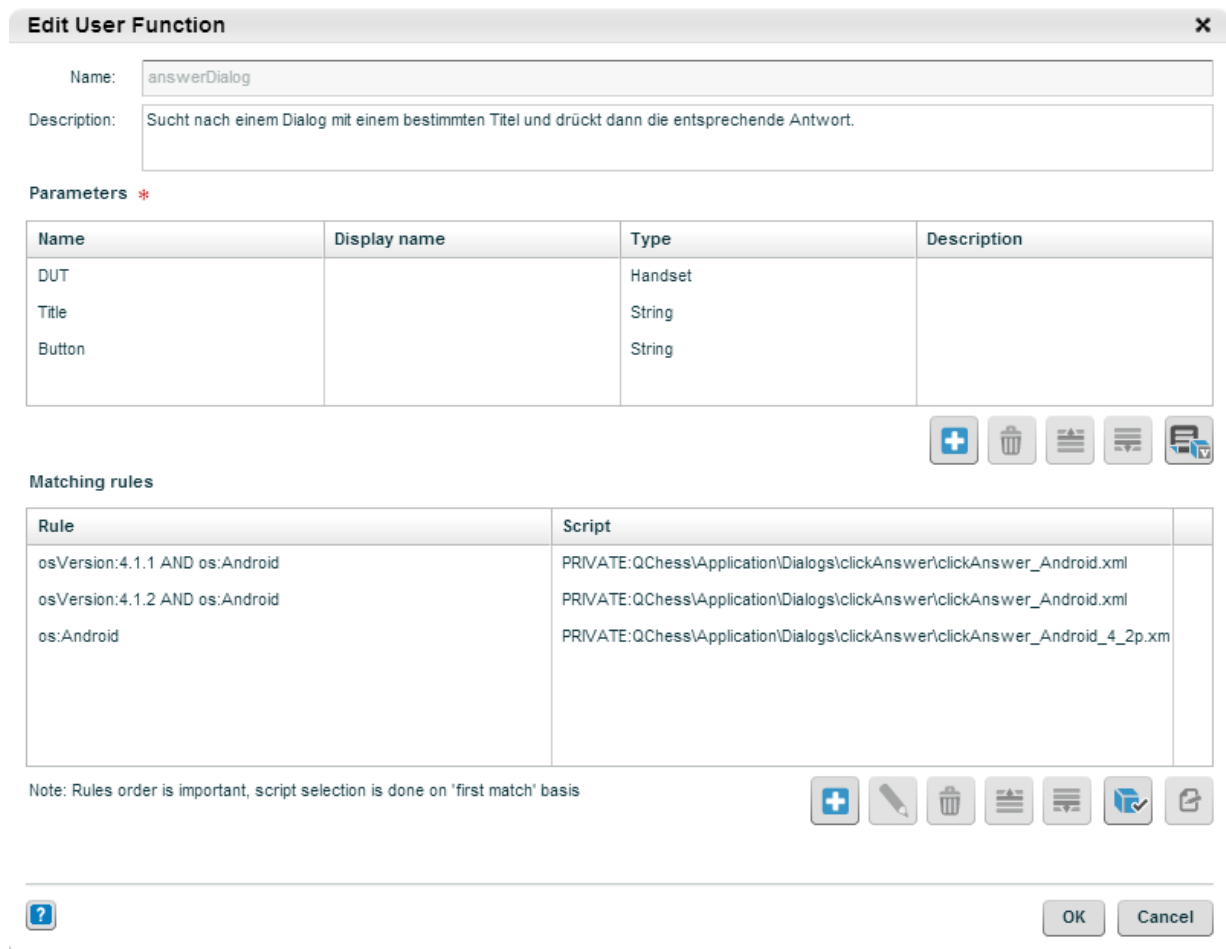 Edit User Function
Name: answerDialog
Description: Sucht nach einem Dialog mit einem bestimmten Titel und drückt dann die entsprechende Antwort.
Parameters *
Name Display name Type Description
DUT Handset
Title String
Button String
Matching rules
Rule Script
osVersion:4.1.1 AND os:Android PRIVATE:QChess\Application\Dialogs\clickAnswer\clickAnswer_Android.xml
osVersion:4.1.2 AND os:Android PRIVATE:QChess\Application\Dialogs\clickAnswer\clickAnswer_Android.xml
os:Android PRIVATE:QChess\Application\Dialogs\clickAnswer\clickAnswer_Android_4_2p.xm
Note: Rules order is important, script selection is done on 'first match' basis
? OK Cancel